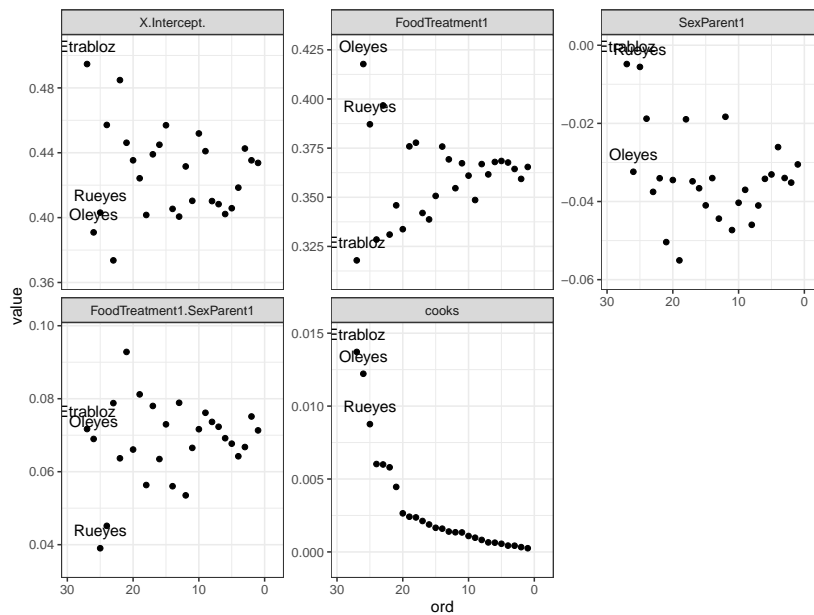 X.Intercept.
FoodTreatment1
SexParent1
Etrabloz
Rueyes
Oleyes
0.48
0.44
0.40
0.36
Oleyes
Rueyes
Etrabloz
0.425
0.400
0.375
0.350
0.325
Etrabloz
Rueyes
Oleyes
0.00
−0.02
−0.04
−0.06
30
20
10
0
FoodTreatment1.SexParent1
cooks
Etrabloz
Oleyes
Rueyes
0.10
0.08
0.06
0.04
30
20
10
0
Etrabloz
Oleyes
Rueyes
0.015
0.010
0.005
0.000
30
20
10
0
value
ord